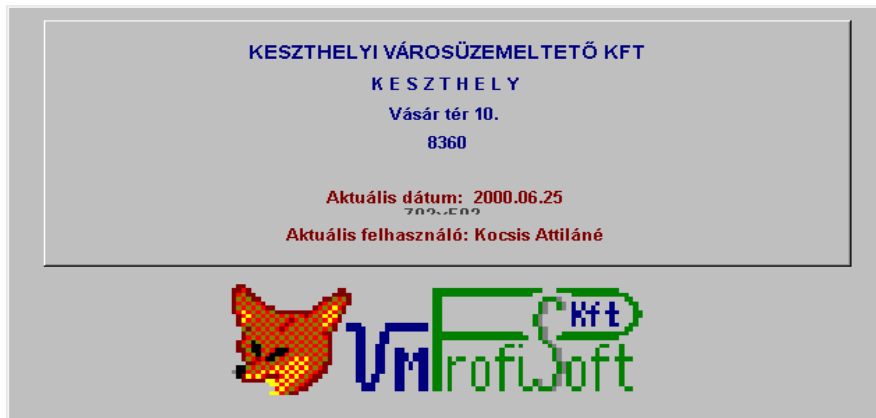 KESZTHELYI VÁROSÜZEMELTETŐ KFT
K E S Z T H E L Y
Vásár tér 10.
8360
Aktuális dátum: 2000.06.25
Aktuális felhasználó: Kocsis Attiláné
VM ProfiSoft Kft